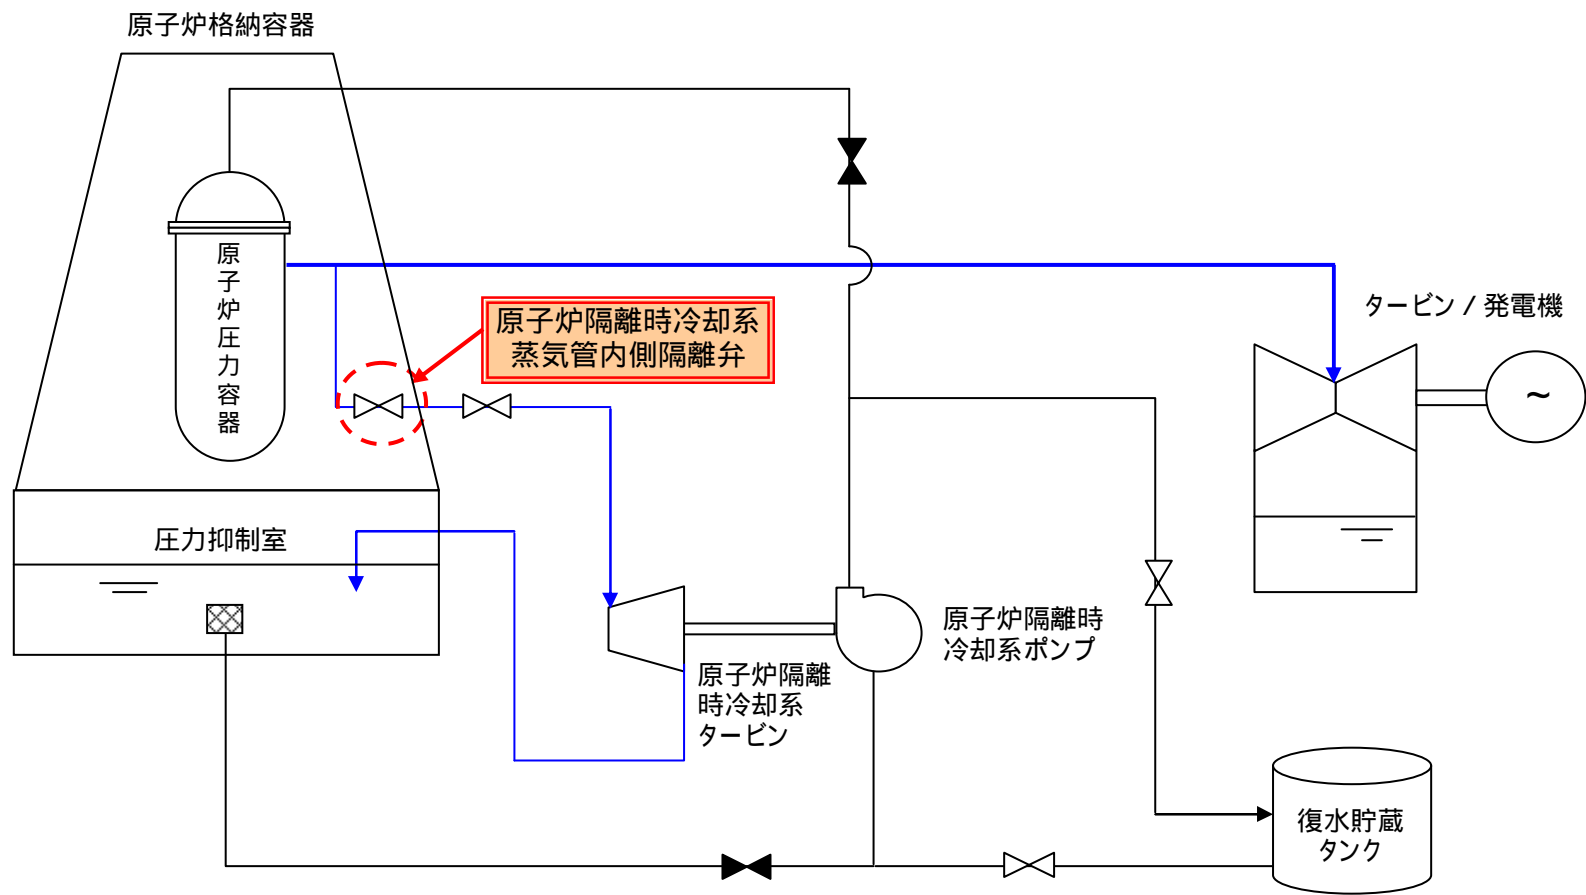 原子炉格納容器
原子炉圧力容器
原子炉隔離時冷却系
蒸気管内側隔離弁
タービン / 発電機
~
圧力抑制室
原子炉隔離時
冷却系ポンプ
原子炉隔離
時冷却系
タービン
復水貯蔵
タンク